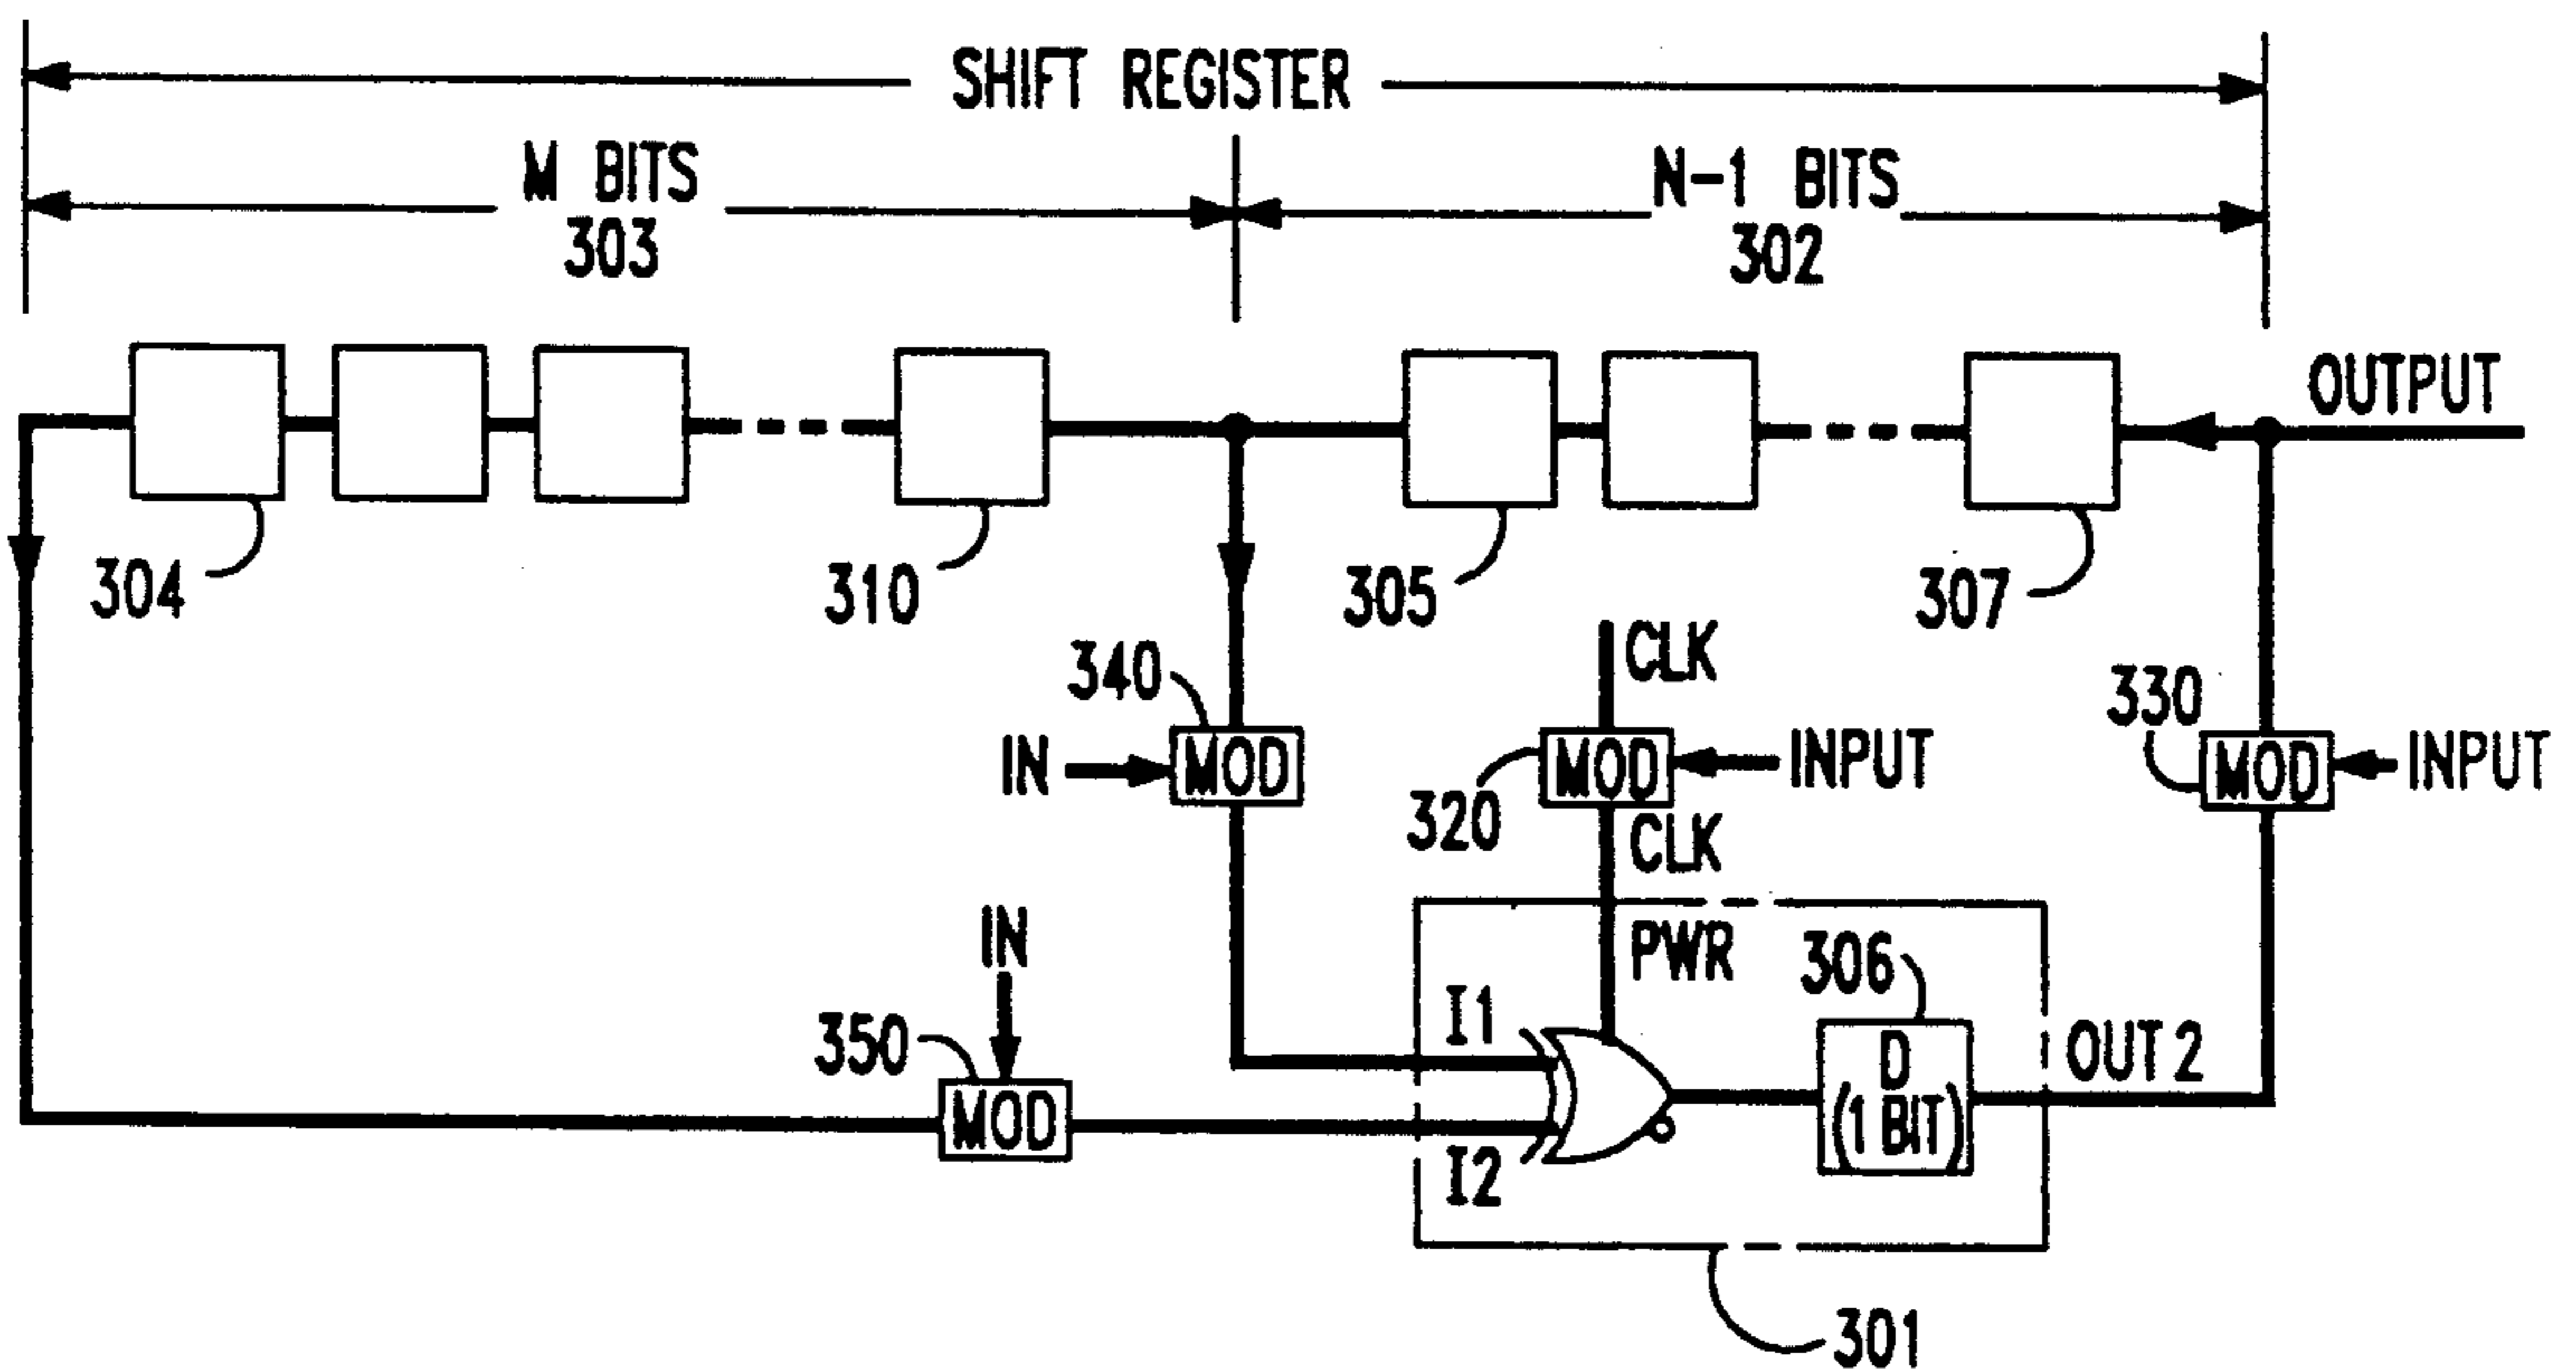 SHIFT REGISTER
M BITS
303
N-1 BITS
302
OUTPUT
304
310
305
307
340
CLK
330
IN
MOD
MOD
INPUT
MOD
INPUT
320
CLK
IN
PWR
306
350
I1
D
(1 BIT)
OUT 2
MOD
I2
301